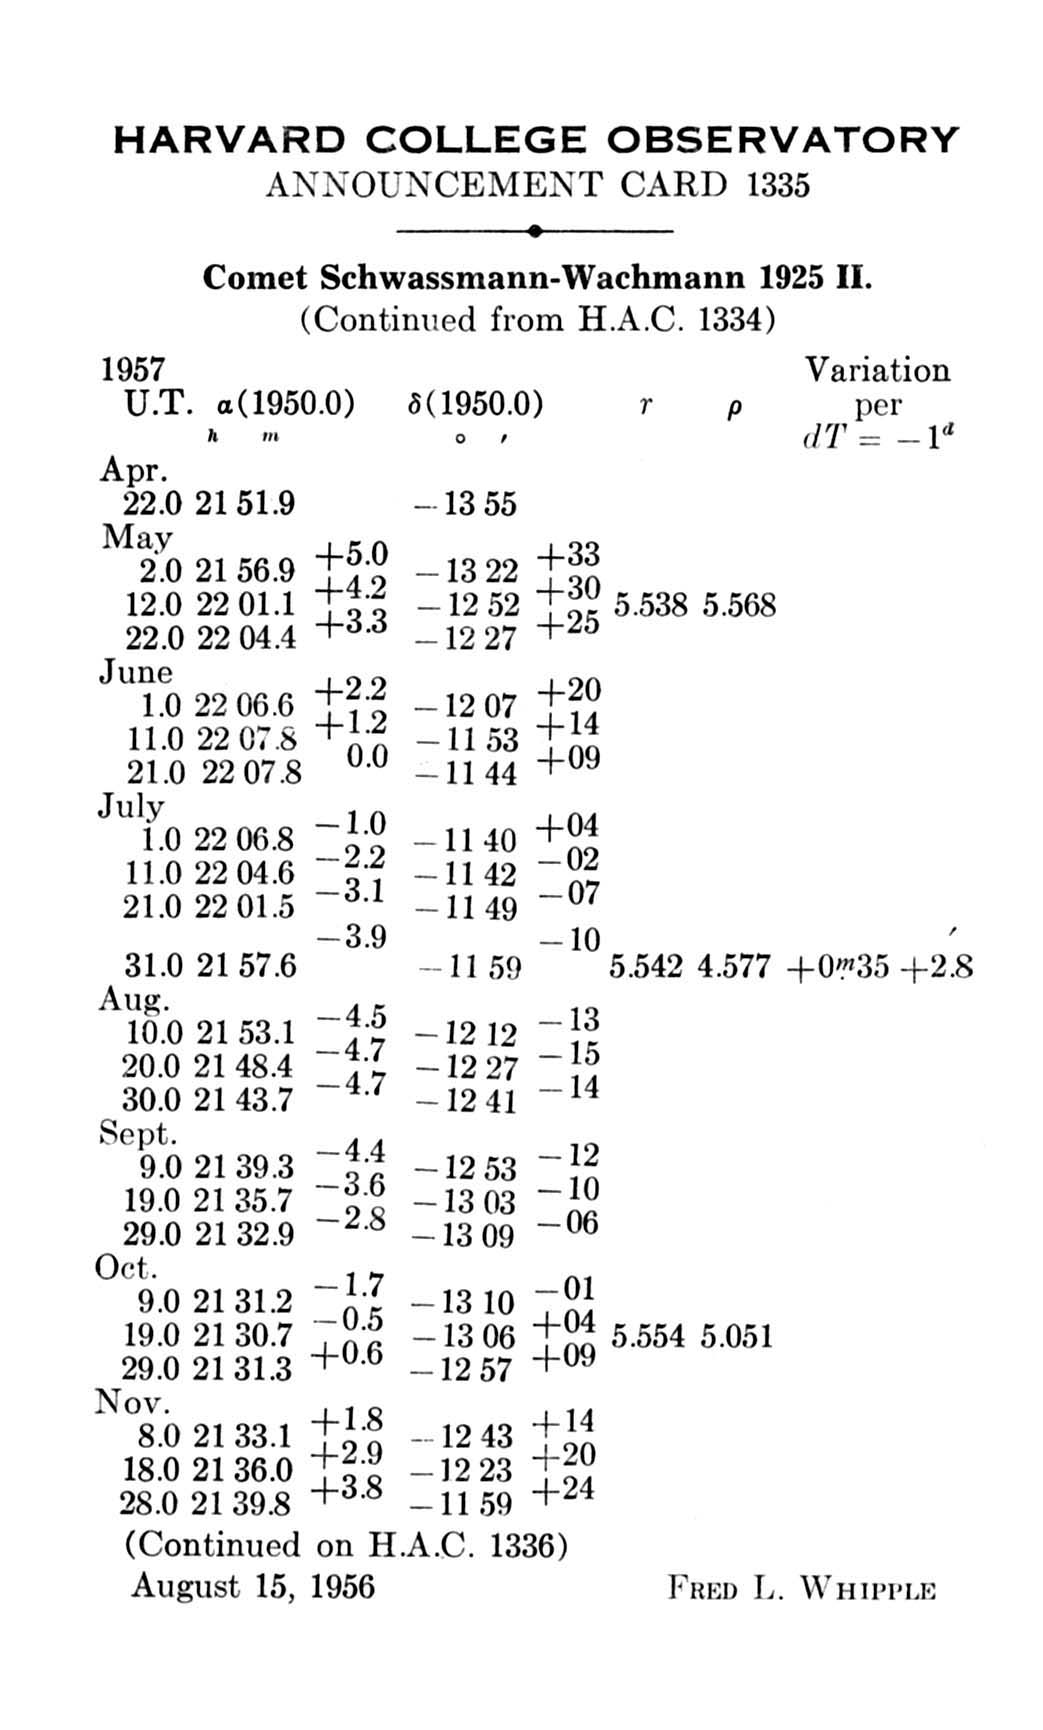 HARVARD COLLEGE OBSERVATORY
ANNOUNCEMENT CARD 1335
Comet Schwassmann-Wachmann 1925 II.
(Continued from H.A.C. 1334)
1957 Variation
U.T. α(1950.0) δ(1950.0) r ρ per
h m ° ′ dT = −1ᵈ
Apr.
22.0 21 51.9 −13 55
May +5.0 +33
2.0 21 56.9 −13 22
+4.2 +30
12.0 22 01.1 −12 52 5.538 5.568
+3.3 +25
22.0 22 04.4 −12 27
June +2.2 +20
1.0 22 06.6 −12 07
+1.2 +14
11.0 22 07.8 −11 53
0.0 +09
21.0 22 07.8 −11 44
July −1.0 +04
1.0 22 06.8 −11 40
−2.2 −02
11.0 22 04.6 −11 42
−3.1 −07
21.0 22 01.5 −11 49
−3.9 −10 ′
31.0 21 57.6 −11 59 5.542 4.577 +0ᵐ.35 +2.8
Aug. −4.5 −13
10.0 21 53.1 −12 12
−4.7 −15
20.0 21 48.4 −12 27
−4.7 −14
30.0 21 43.7 −12 41
Sept. −4.4 −12
9.0 21 39.3 −12 53
−3.6 −10
19.0 21 35.7 −13 03
−2.8 −06
29.0 21 32.9 −13 09
Oct. −1.7 −01
9.0 21 31.2 −13 10
−0.5 +04
19.0 21 30.7 −13 06 5.554 5.051
+0.6 +09
29.0 21 31.3 −12 57
Nov. +1.8 +14
8.0 21 33.1 −12 43
+2.9 +20
18.0 21 36.0 −12 23
+3.8 +24
28.0 21 39.8 −11 59
(Continued on H.A.C. 1336)
August 15, 1956 FRED L. WHIPPLE